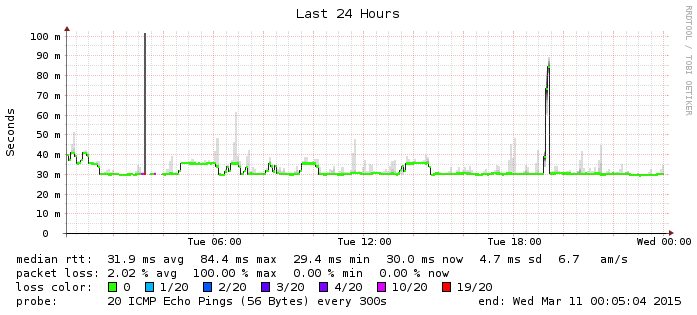 Last 24 Hours
RRDTOOL / TOBI OETIKER
Seconds
100 m
90 m
80 m
70 m
60 m
50 m
40 m
30 m
20 m
10 m
0
Tue 06:00 Tue 12:00 Tue 18:00 Wed 00:00
median rtt: 31.9 ms avg 84.4 ms max 29.4 ms min 30.0 ms now 4.7 ms sd 6.7 am/s
packet loss: 2.02 % avg 100.00 % max 0.00 % min 0.00 % now
loss color: 0 1/20 2/20 3/20 4/20 10/20 19/20
probe: 20 ICMP Echo Pings (56 Bytes) every 300s end: Wed Mar 11 00:05:04 2015